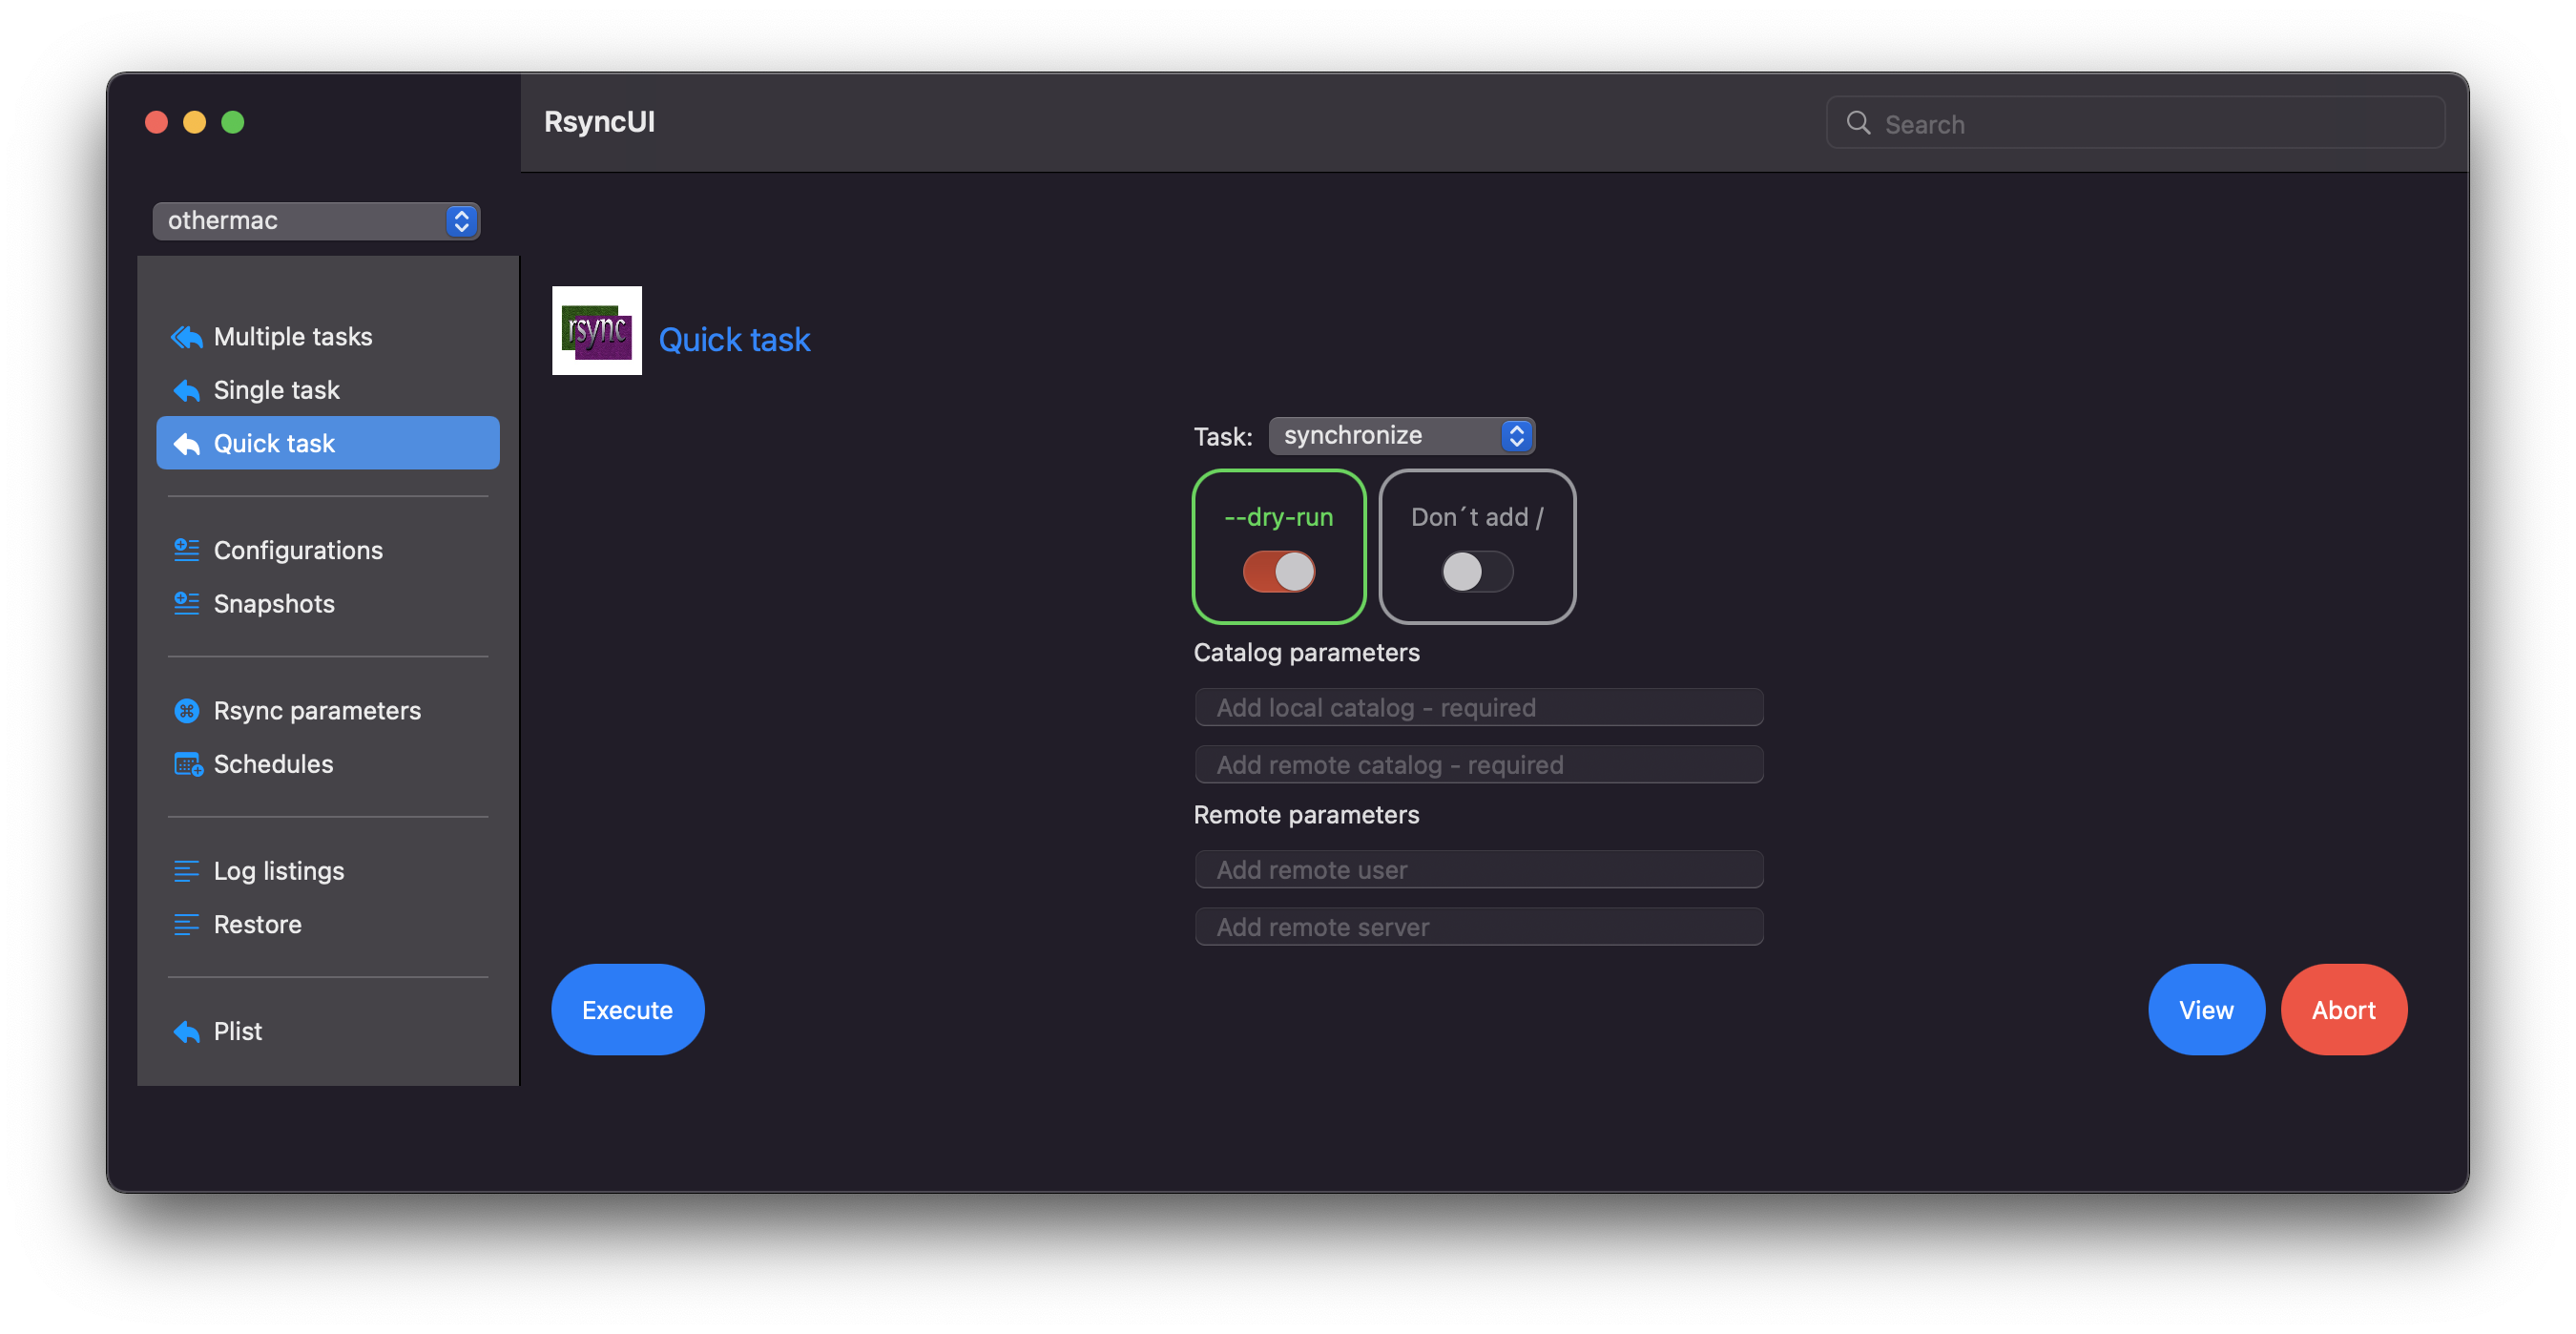 RsyncUI
Search
othermac
Multiple tasks
Single task
Quick task
Configurations
Snapshots
Rsync parameters
Schedules
Log listings
Restore
Plist
rsync
Quick task
Task: synchronize
--dry-run
Don´t add /
Catalog parameters
Add local catalog - required
Add remote catalog - required
Remote parameters
Add remote user
Add remote server
Execute
View
Abort